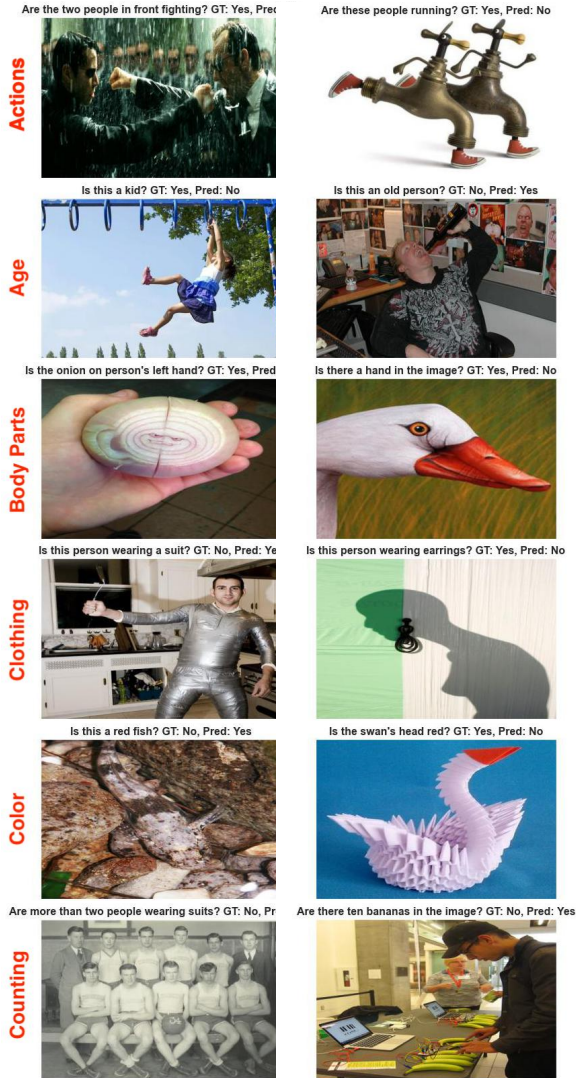 Are the two people in front fighting? GT: Yes, Pred
Are these people running? GT: Yes, Pred: No
Actions
Is this a kid? GT: Yes, Pred: No
Is this an old person? GT: No, Pred: Yes
Age
Is the onion on person's left hand? GT: Yes, Pred
Is there a hand in the image? GT: Yes, Pred: No
Body Parts
Is this person wearing a suit? GT: No, Pred: Ye
Is this person wearing earrings? GT: Yes, Pred: No
Clothing
Is this a red fish? GT: No, Pred: Yes
Is the swan's head red? GT: Yes, Pred: No
Color
Are more than two people wearing suits? GT: No, Pr
Are there ten bananas in the image? GT: No, Pred: Yes
Counting